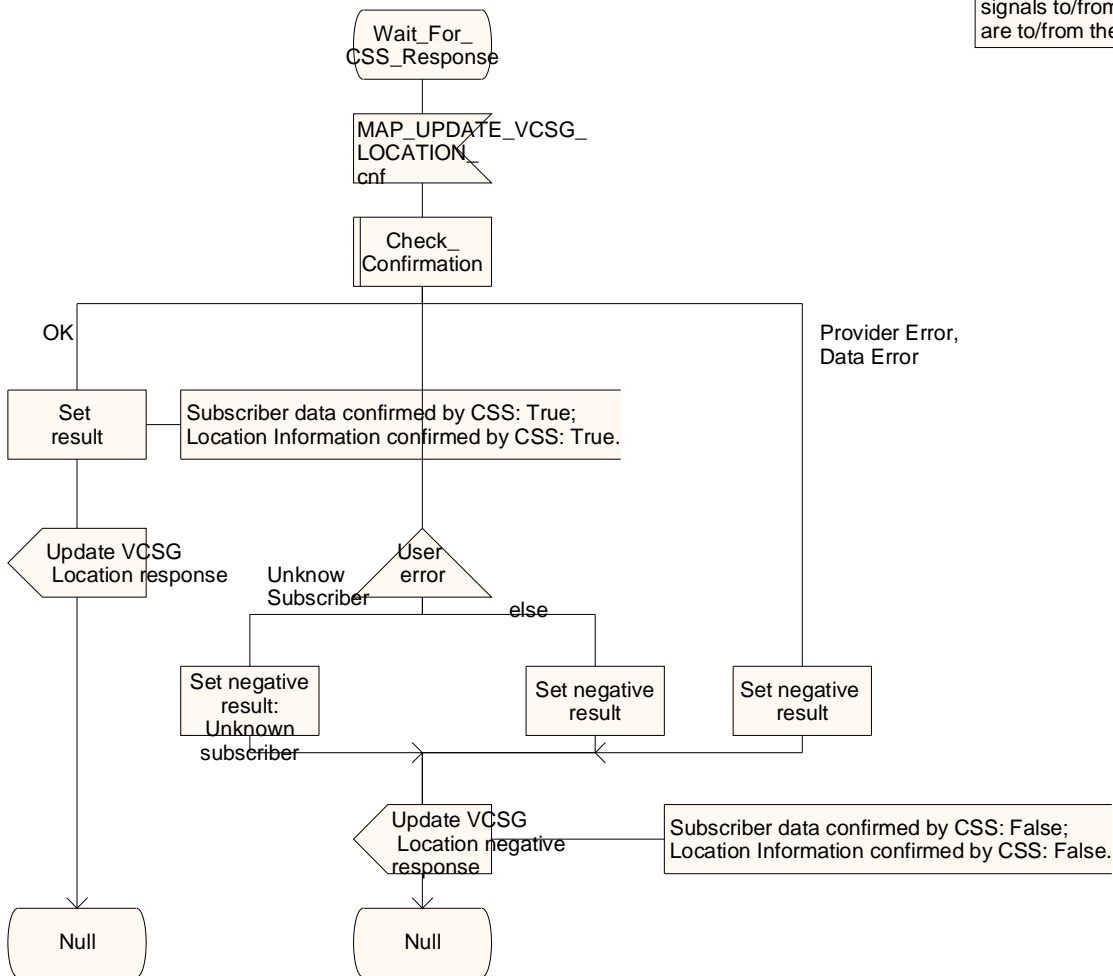 signals to/from
are to/from the
Wait_For_
CSS_Response
MAP_UPDATE_VCSG_
LOCATION_
cnf
Check_
Confirmation
OK
Provider Error,
Data Error
Set
result
Subscriber data confirmed by CSS: True;
Location Information confirmed by CSS: True.
Update VCSG
Location response
User
error
Unknow
Subscriber
else
Set negative
result:
Unknown
subscriber
Set negative
result
Set negative
result
Update VCSG
Location negative
response
Subscriber data confirmed by CSS: False;
Location Information confirmed by CSS: False.
Null
Null